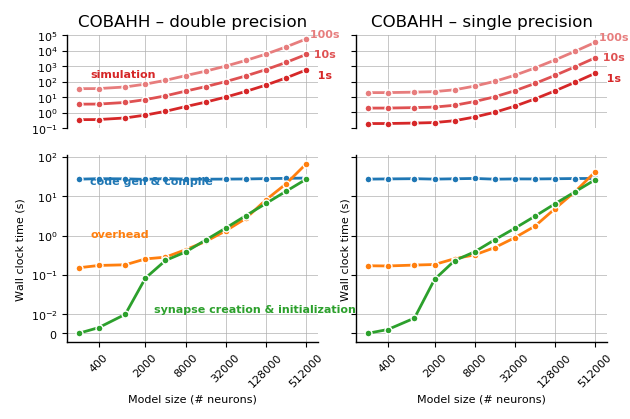 COBAHH – double precision
COBAHH – single precision
10⁵
10⁴
10³
10²
10¹
10⁰
10⁻¹
simulation
100s
10s
1s
100s
10s
1s
10²
10¹
10⁰
10⁻¹
10⁻²
0
Wall clock time (s)
code gen & compile
overhead
synapse creation & initialization
Wall clock time (s)
400
2000
8000
32000
128000
512000
400
2000
8000
32000
128000
512000
Model size (# neurons)
Model size (# neurons)